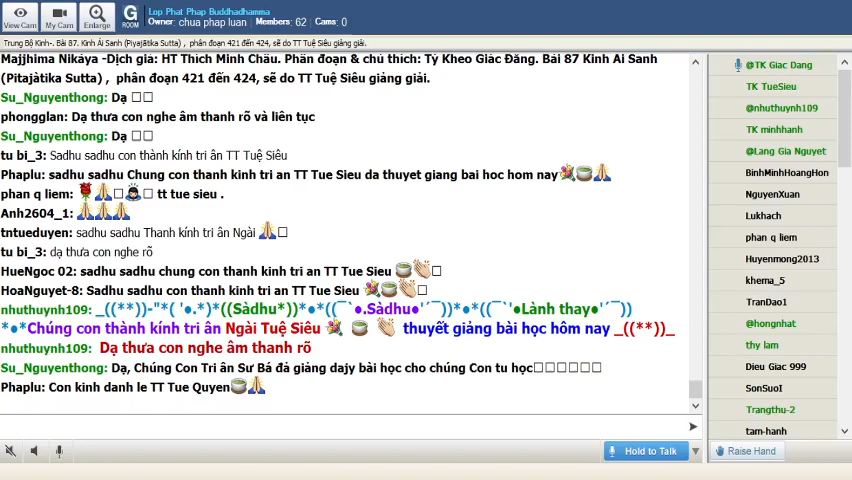 Lop Phat Phap Buddhadhamma
Owner: chua phap luan / Members: 62 / Cams: 0
View Cam
My Cam
Enlarge
G ROOM
Trung Bộ Kinh-. Bài 87. Kinh Ái Sanh (Piyajātika Sutta) , phân đoạn 421 đến 424, sẽ do TT Tuệ Siêu giảng giải.
Majjhima Nikáya -Dịch giả: HT Thích Minh Châu. Phân đoạn & chú thích: Tỳ Kheo Giác Đẳng. Bài 87 Kinh Ái Sanh
(Pitajàtika Sutta) , phân đoạn 421 đến 424, sẽ do TT Tuệ Siêu giảng giải.
Su_Nguyenthong: Dạ □□
phongglan: Dạ thưa con nghe âm thanh rõ và liên tục
Su_Nguyenthong: Dạ □□
tu bi_3: Sadhu sadhu con thành kính tri ân TT Tuệ Siêu
Phaplu: sadhu sadhu Chung con thanh kinh tri an TT Tue Sieu da thuyet giang bai hoc hom nay💐🍵🙏
phan q liem: 🌹🙏□🙇□ tt tue sieu .
Anh2604_1: 🙏🙏🙏
tntueduyen: sadhu sadhu Thanh kính tri ân Ngài 🙏□
tu bi_3: dạ thưa con nghe rõ
HueNgoc 02: sadhu sadhu chung con thanh kinh tri an TT Tue Sieu 🍵👏□
HoaNguyet-8: Sadhu sadhu con thanh kinh tri an TT Tue Sieu 💐🍵👏□
nhuthuynh109: _((**))-"*( '●.*)*((Sàdhu*))*●*((¯`●.Sàdhu●'´¯))*●*((¯`'●Lành thay●'´¯))
*●*Chúng con thành kính tri ân Ngài Tuệ Siêu 💐 🍵 👏 thuyết giảng bài học hôm nay _((**))_
nhuthuynh109: Dạ thưa con nghe âm thanh rõ
Su_Nguyenthong: Dạ, Chúng Con Tri ân Sư Bá đả giảng dajy bài học cho chúng Con tu học□□□□□□
Phaplu: Con kinh danh le TT Tue Quyen🍵🙏
@TK Giac Dang
TK TueSieu
@nhuthuynh109
TK minhhanh
@Lang Gia Nguyet
BinhMinhHoangHon
NguyenXuan
Lukhach
phan q liem
Huyenmong2013
khema_5
TranDao1
@hongnhat
thy lam
Dieu Giac 999
SonSuoI
Trangthu-2
tam-hanh
Hold to Talk
Raise Hand